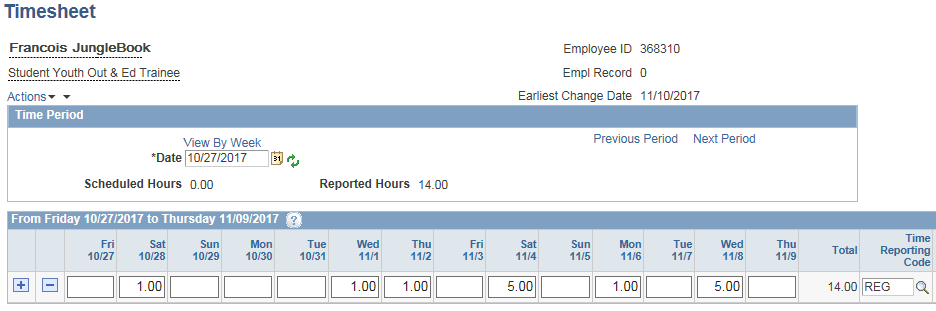 Timesheet
Francois JungleBook
Employee ID 368310
Student Youth Out & Ed Trainee
Empl Record 0
Actions
Earliest Change Date 11/10/2017
Time Period
View By Week
Previous Period Next Period
*Date 10/27/2017 31
Scheduled Hours 0.00 Reported Hours 14.00
From Friday 10/27/2017 to Thursday 11/09/2017 ?
Fri 10/27 Sat 10/28 Sun 10/29 Mon 10/30 Tue 10/31 Wed 11/1 Thu 11/2 Fri 11/3 Sat 11/4 Sun 11/5 Mon 11/6 Tue 11/7 Wed 11/8 Thu 11/9 Total Time Reporting Code
+ - 1.00 1.00 1.00 5.00 1.00 5.00 14.00 REG